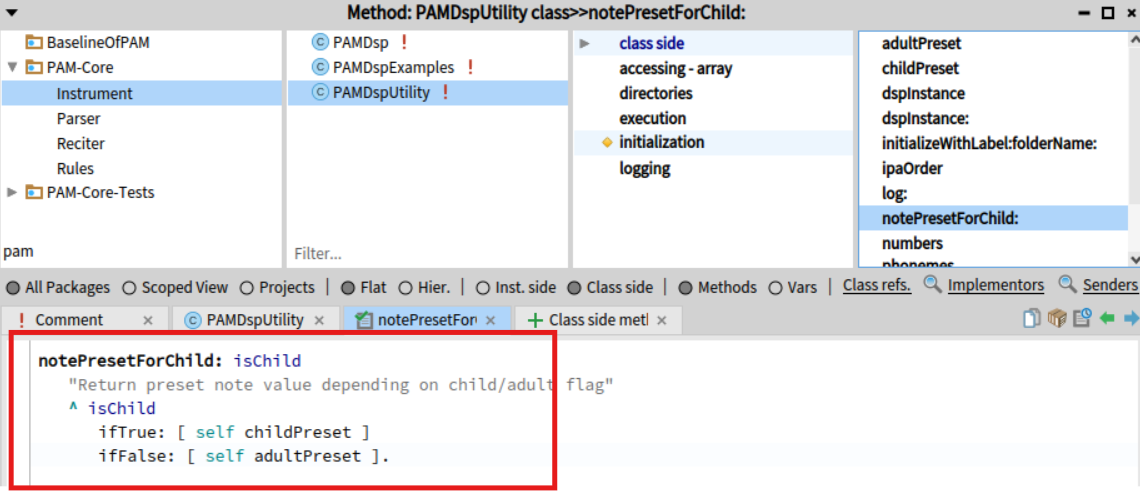 Method: PAMDspUtility class>>notePresetForChild:
BaselineOfPAM
PAM-Core
Instrument
Parser
Reciter
Rules
PAM-Core-Tests
pam
PAMDsp !
PAMDspExamples !
PAMDspUtility !
Filter...
class side
accessing - array
directories
execution
initialization
logging
adultPreset
childPreset
dspInstance
dspInstance:
initializeWithLabel:folderName:
ipaOrder
log:
notePresetForChild:
numbers
phonemes
All Packages Scoped View Projects | Flat Hier. | Inst. side Class side | Methods Vars | Class refs. Implementors Senders
! Comment × PAMDspUtility × notePresetFor × Class side metl ×
notePresetForChild: isChild
"Return preset note value depending on child/adult flag"
^ isChild
ifTrue: [ self childPreset ]
ifFalse: [ self adultPreset ].